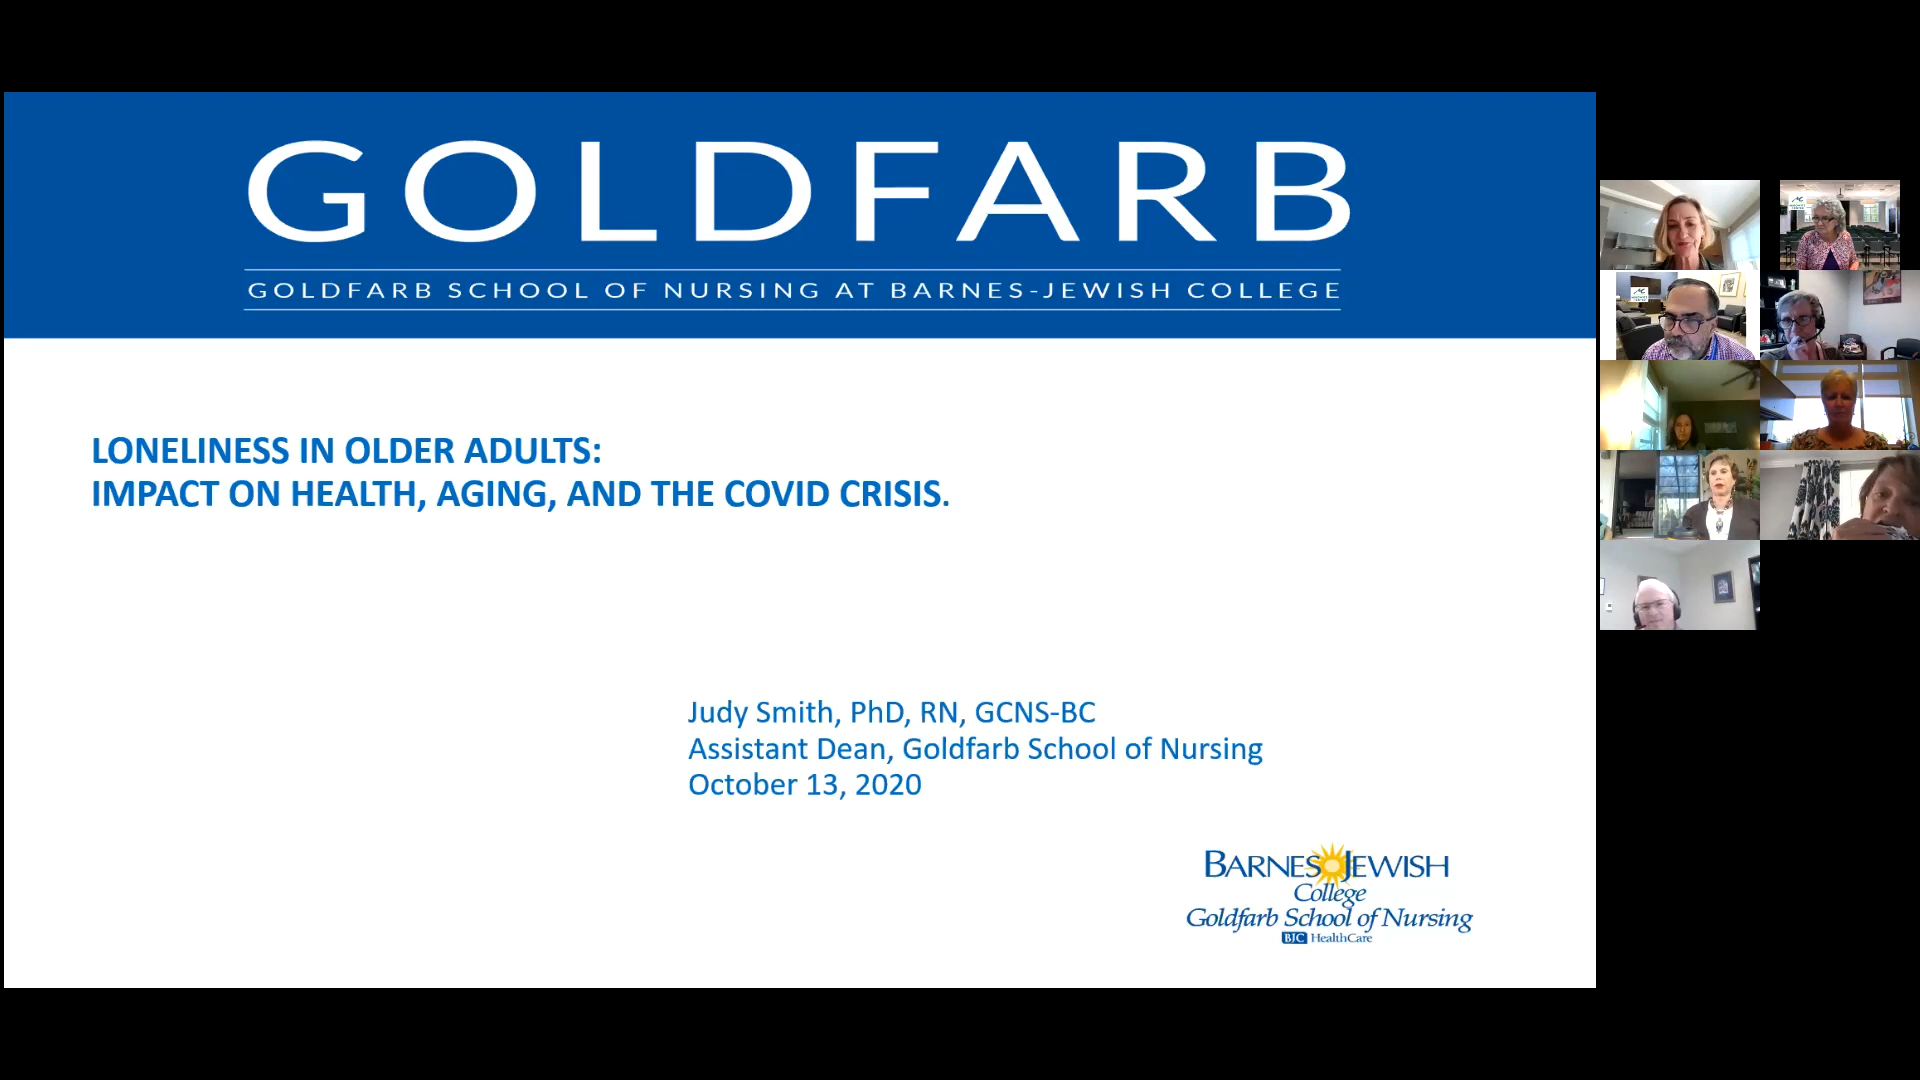 GOLDFARB
GOLDFARB SCHOOL OF NURSING AT BARNES-JEWISH COLLEGE
LONELINESS IN OLDER ADULTS:
IMPACT ON HEALTH, AGING, AND THE COVID CRISIS.
Judy Smith, PhD, RN, GCNS-BC
Assistant Dean, Goldfarb School of Nursing
October 13, 2020
BARNES JEWISH
College
Goldfarb School of Nursing
BJC HealthCare